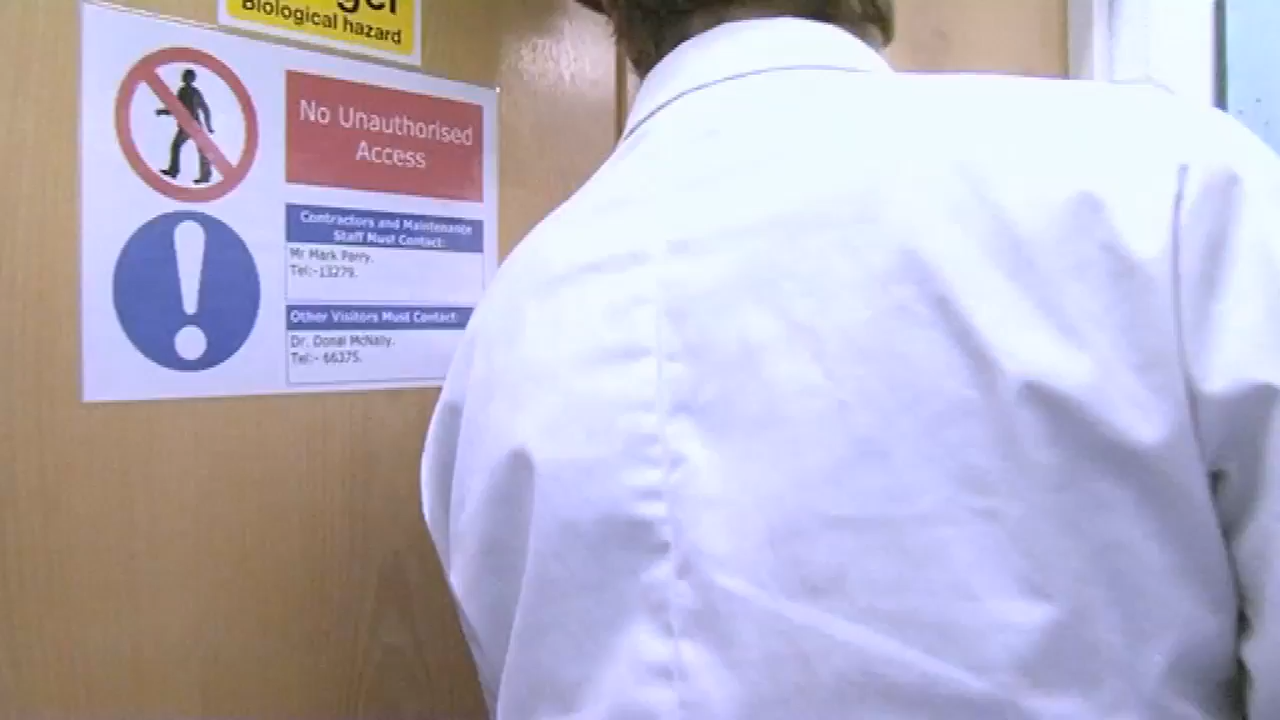 Biological hazard
No Unauthorised
Access
Contractors and Maintenance
Staff Must Contact:
Mr Mark Perry.
Tel:-13279.
Other Visitors Must Contact:
Dr. Donal McNally.
Tel:- 66375.